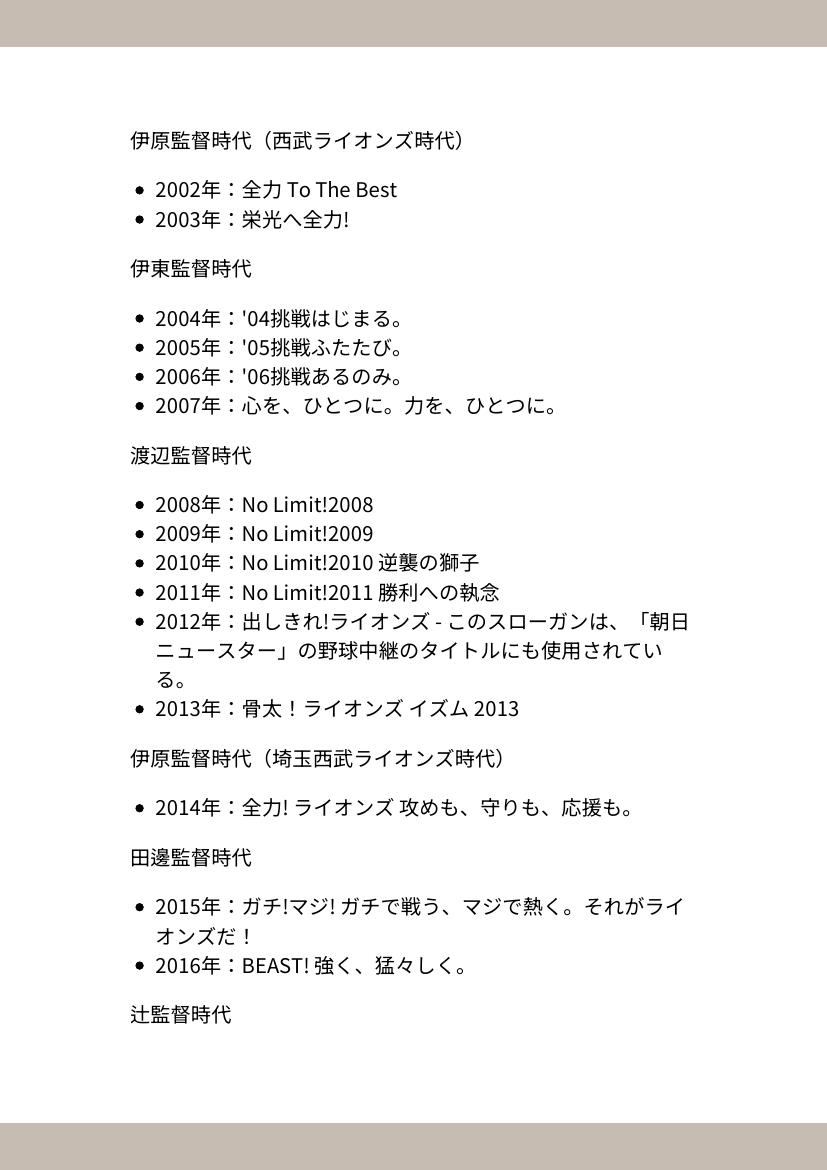 伊原監督時代（西武ライオンズ時代）
• 2002年：全力 To The Best
• 2003年：栄光へ全力!
伊東監督時代
• 2004年：'04挑戦はじまる。
• 2005年：'05挑戦ふたたび。
• 2006年：'06挑戦あるのみ。
• 2007年：心を、ひとつに。力を、ひとつに。
渡辺監督時代
• 2008年：No Limit!2008
• 2009年：No Limit!2009
• 2010年：No Limit!2010 逆襲の獅子
• 2011年：No Limit!2011 勝利への執念
• 2012年：出しきれ!ライオンズ - このスローガンは、「朝日
ニュースター」の野球中継のタイトルにも使用されてい
る。
• 2013年：骨太！ライオンズ イズム 2013
伊原監督時代（埼玉西武ライオンズ時代）
• 2014年：全力! ライオンズ 攻めも、守りも、応援も。
田邊監督時代
• 2015年：ガチ!マジ! ガチで戦う、マジで熱く。それがライ
オンズだ！
• 2016年：BEAST! 強く、猛々しく。
辻監督時代